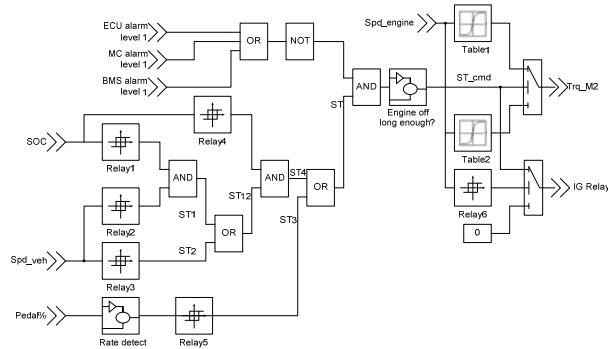 ECU alarm
level 1
MC alarm
level 1
BMS alarm
level 1
OR
NOT
AND
ST
Engine off
long enough?
ST_cmd
Spd_engine
Table1
Table2
Trq_M2
Relay6
0
IG Relay
SOC
Relay1
Relay4
AND
ST1
Relay2
AND
ST4
OR
ST12
OR
ST2
ST3
Spd_veh
Relay3
Pedal%
Rate detect
Relay5